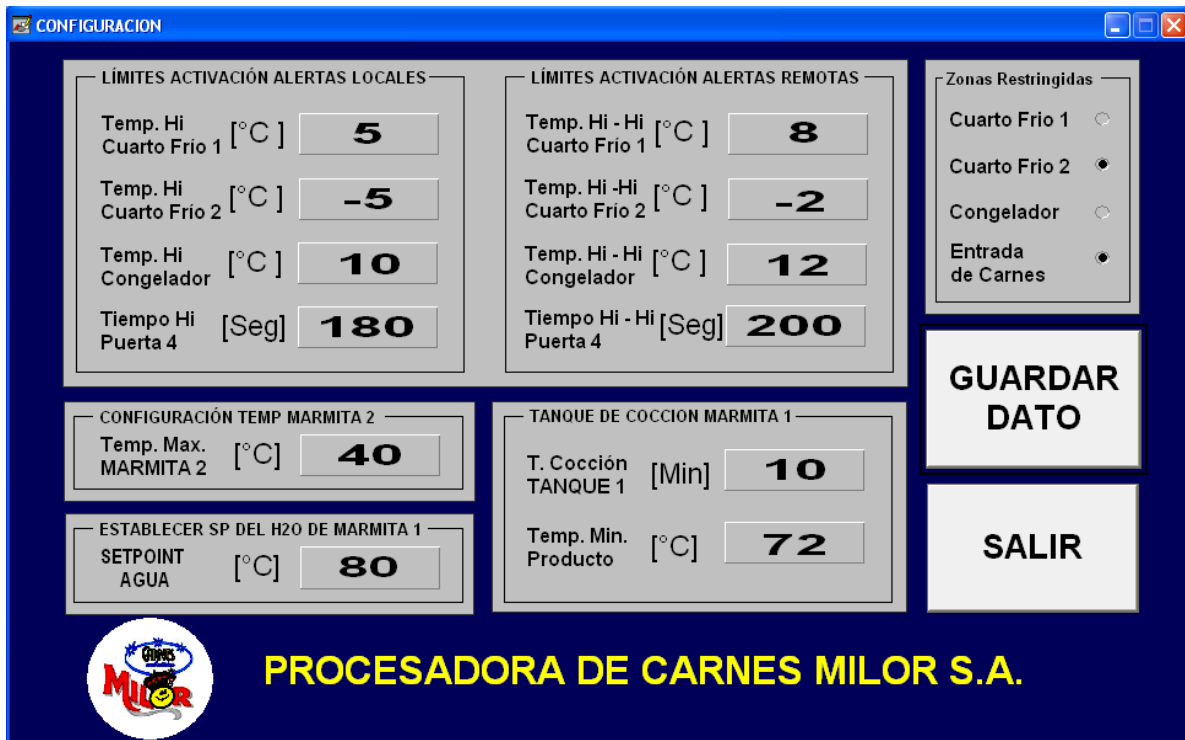 CONFIGURACION
LÍMITES ACTIVACIÓN ALERTAS LOCALES
Temp. Hi
Cuarto Frío 1
[°C ]
5
Temp. Hi
Cuarto Frío 2
[°C ]
-5
Temp. Hi
Congelador
[°C ]
10
Tiempo Hi
Puerta 4
[Seg]
180
LÍMITES ACTIVACIÓN ALERTAS REMOTAS
Temp. Hi - Hi
Cuarto Frío 1
[°C ]
8
Temp. Hi -Hi
Cuarto Frío 2
[°C ]
-2
Temp. Hi - Hi
Congelador
[°C ]
12
Tiempo Hi - Hi
Puerta 4
[Seg]
200
Zonas Restringidas
Cuarto Frio 1
Cuarto Frio 2
Congelador
Entrada
de Carnes
CONFIGURACIÓN TEMP MARMITA 2
Temp. Max.
MARMITA 2
[°C]
40
ESTABLECER SP DEL H2O DE MARMITA 1
SETPOINT
AGUA
[°C]
80
TANQUE DE COCCION MARMITA 1
T. Cocción
TANQUE 1
[Min]
10
Temp. Min.
Producto
[°C]
72
GUARDAR
DATO
SALIR
CARNES
MILOR
PROCESADORA DE CARNES MILOR S.A.